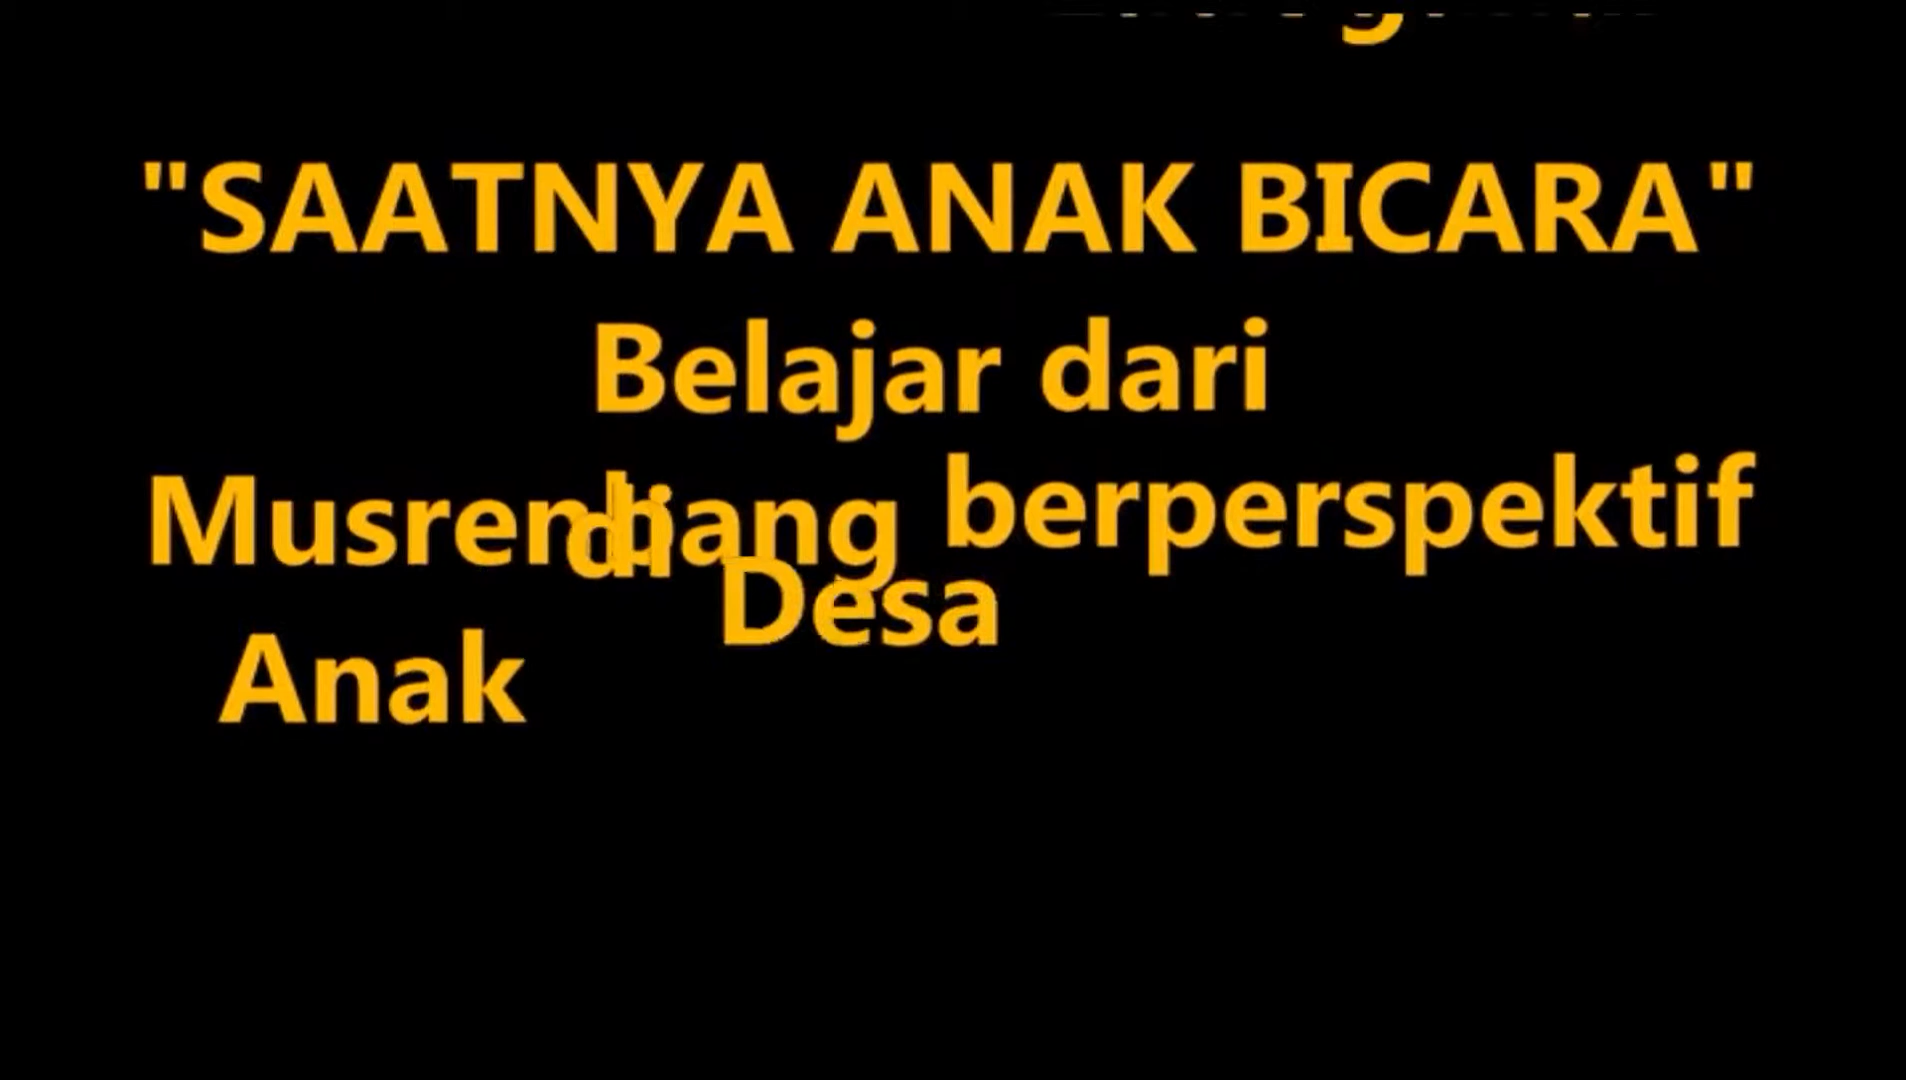 "SAATNYA ANAK BICARA"
Belajar dari
Musrenbang berperspektif
Anak di Desa